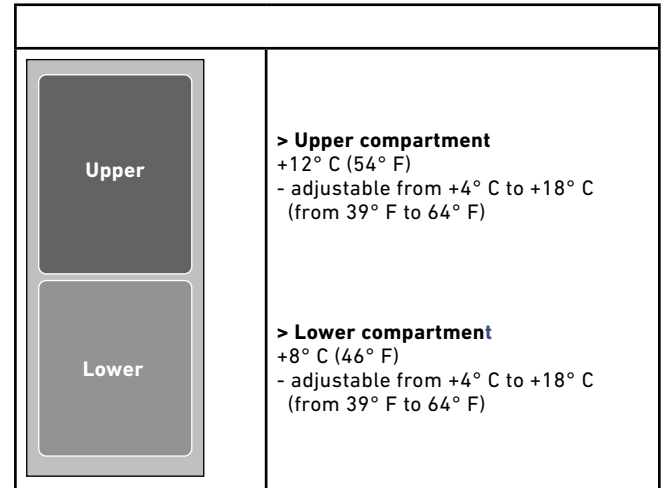 Upper
> Upper compartment
+12° C (54° F)
- adjustable from +4° C to +18° C
(from 39° F to 64° F)
Lower
> Lower compartment
+8° C (46° F)
- adjustable from +4° C to +18° C
(from 39° F to 64° F)